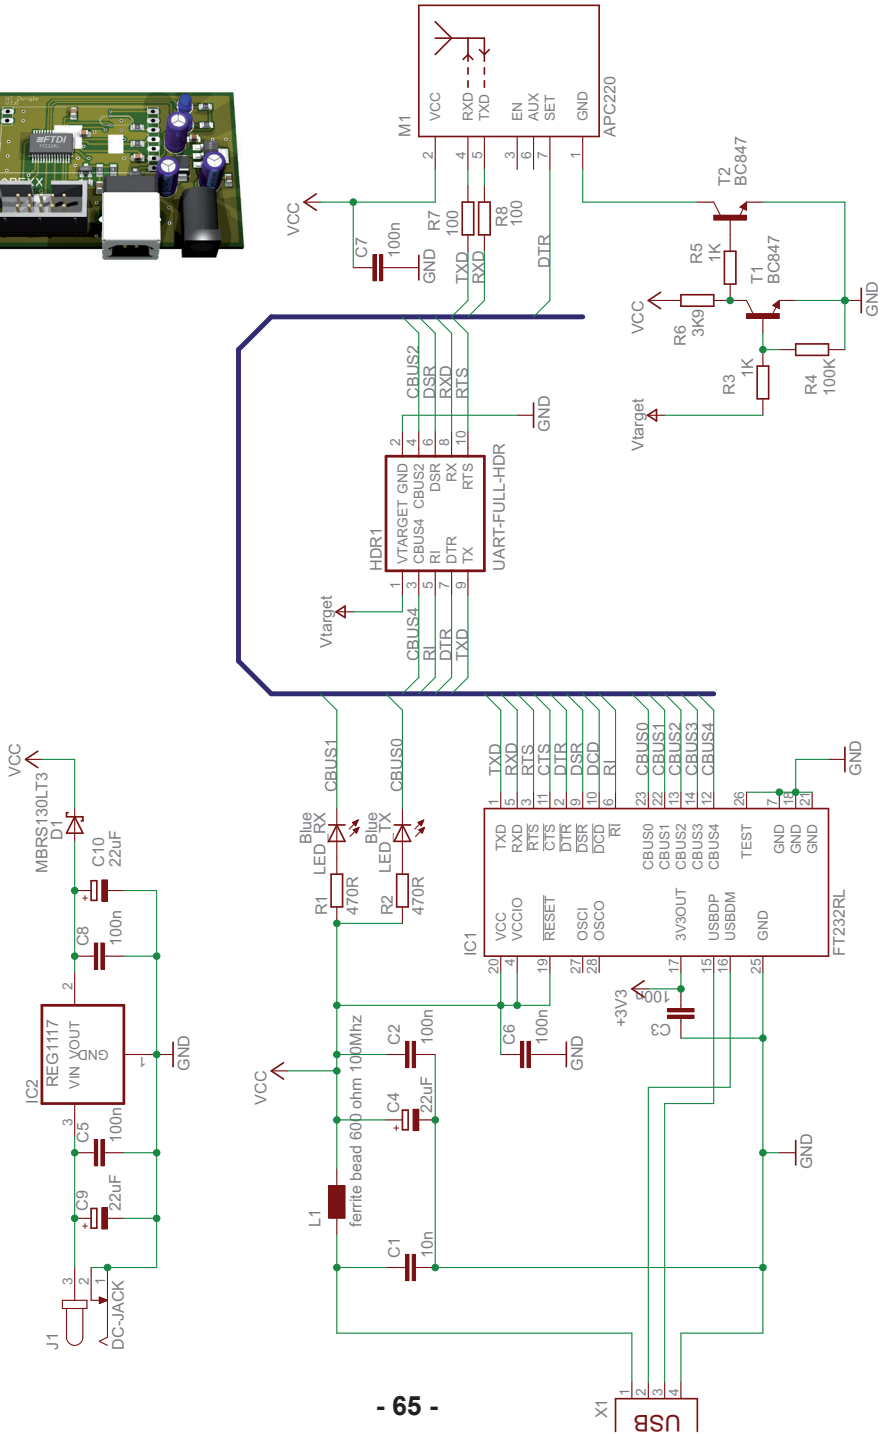 FTDI
FT232RL
APC220
M1
VCC
RXD
TXD
EN
AUX
SET
GND
2
4
5
3
6
7
1
VCC
C7
100n
GND
R7
100
R8
100
TXD
RXD
DTR
T2
BC847
R5
1K
T1
BC847
VCC
R6
3K9
GND
R3
1K
R4
100K
Vtarget
CBUS2
DSR
RXD
RTS
GND
2
4
6
8
10
HDR1
VTARGET GND
CBUS4 CBUS2
RI DSR
DTR RX
TX RTS
UART-FULL-HDR
1
3
5
7
9
Vtarget
CBUS4
RI
DTR
TXD
VCC
MBRS130LT3
D1
C10
22uF
C8
100n
2
IC2
REG1117
VIN VOUT
GND
1
GND
3
C5
100n
C9
22uF
J1
3
2
1
DC-JACK
CBUS1
CBUS0
Blue
LED_RX
Blue
LED_TX
R1
470R
R2
470R
TXD
RXD
RTS
CTS
DTR
DSR
DCD
RI
CBUS0
CBUS1
CBUS2
CBUS3
CBUS4
GND
1
5
3
11
2
9
10
6
23
22
13
14
12
26
7
18
21
IC1
TXD
RXD
RTS
CTS
DTR
DSR
DCD
RI
CBUS0
CBUS1
CBUS2
CBUS3
CBUS4
TEST
GND
GND
GND
VCC
VCCIO
RESET
OSCI
OSCO
3V3OUT
USBDP
USBDM
GND
FT232RL
20
4
19
27
28
17
15
16
25
+3V3
100n
C3
C6
100n
GND
VCC
C2
100n
C4
22uF
L1
ferrite bead 600 ohm 100Mhz
C1
10n
GND
X1
1
2
3
4
USB
- 65 -